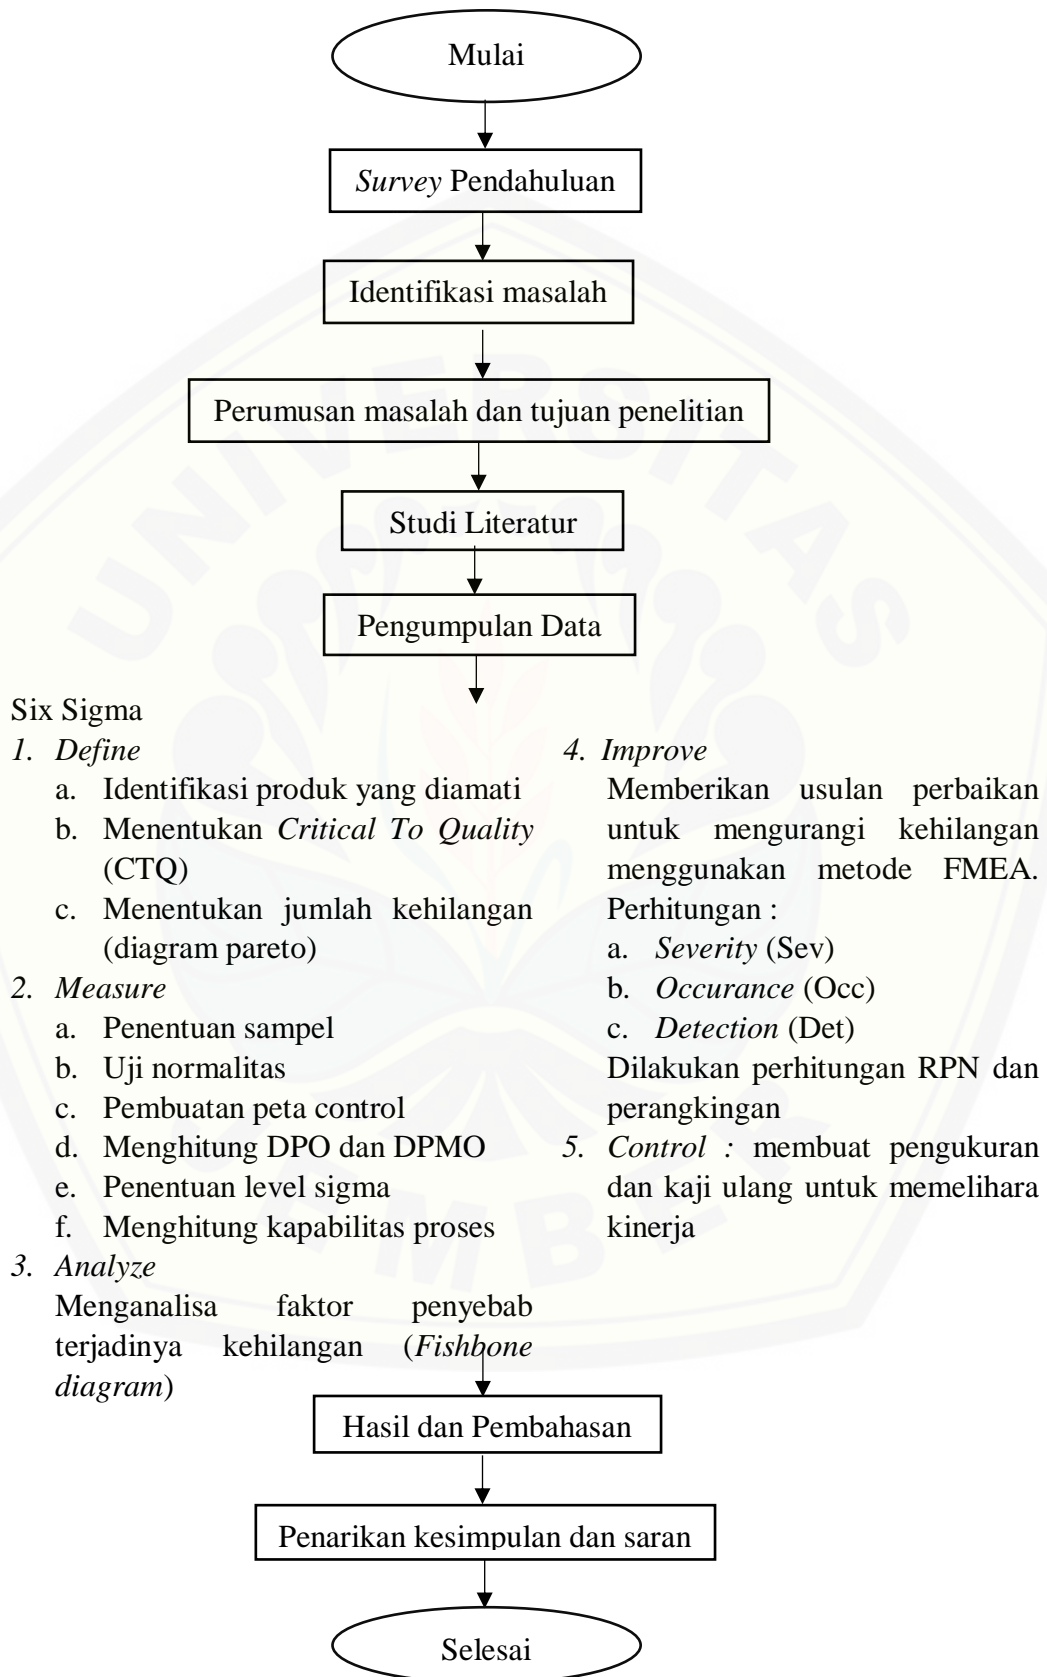 Mulai
Survey Pendahuluan
Identifikasi masalah
Perumusan masalah dan tujuan penelitian
Studi Literatur
Pengumpulan Data
Six Sigma
1. Define
a. Identifikasi produk yang diamati
b. Menentukan Critical To Quality
(CTQ)
c. Menentukan jumlah kehilangan
(diagram pareto)
2. Measure
a. Penentuan sampel
b. Uji normalitas
c. Pembuatan peta control
d. Menghitung DPO dan DPMO
e. Penentuan level sigma
f. Menghitung kapabilitas proses
3. Analyze
Menganalisa faktor penyebab
terjadinya kehilangan (Fishbone
diagram)
4. Improve
Memberikan usulan perbaikan
untuk mengurangi kehilangan
menggunakan metode FMEA.
Perhitungan :
a. Severity (Sev)
b. Occurance (Occ)
c. Detection (Det)
Dilakukan perhitungan RPN dan
perangkingan
5. Control : membuat pengukuran
dan kaji ulang untuk memelihara
kinerja
Hasil dan Pembahasan
Penarikan kesimpulan dan saran
Selesai
UNIVERSITAS
JEMBER